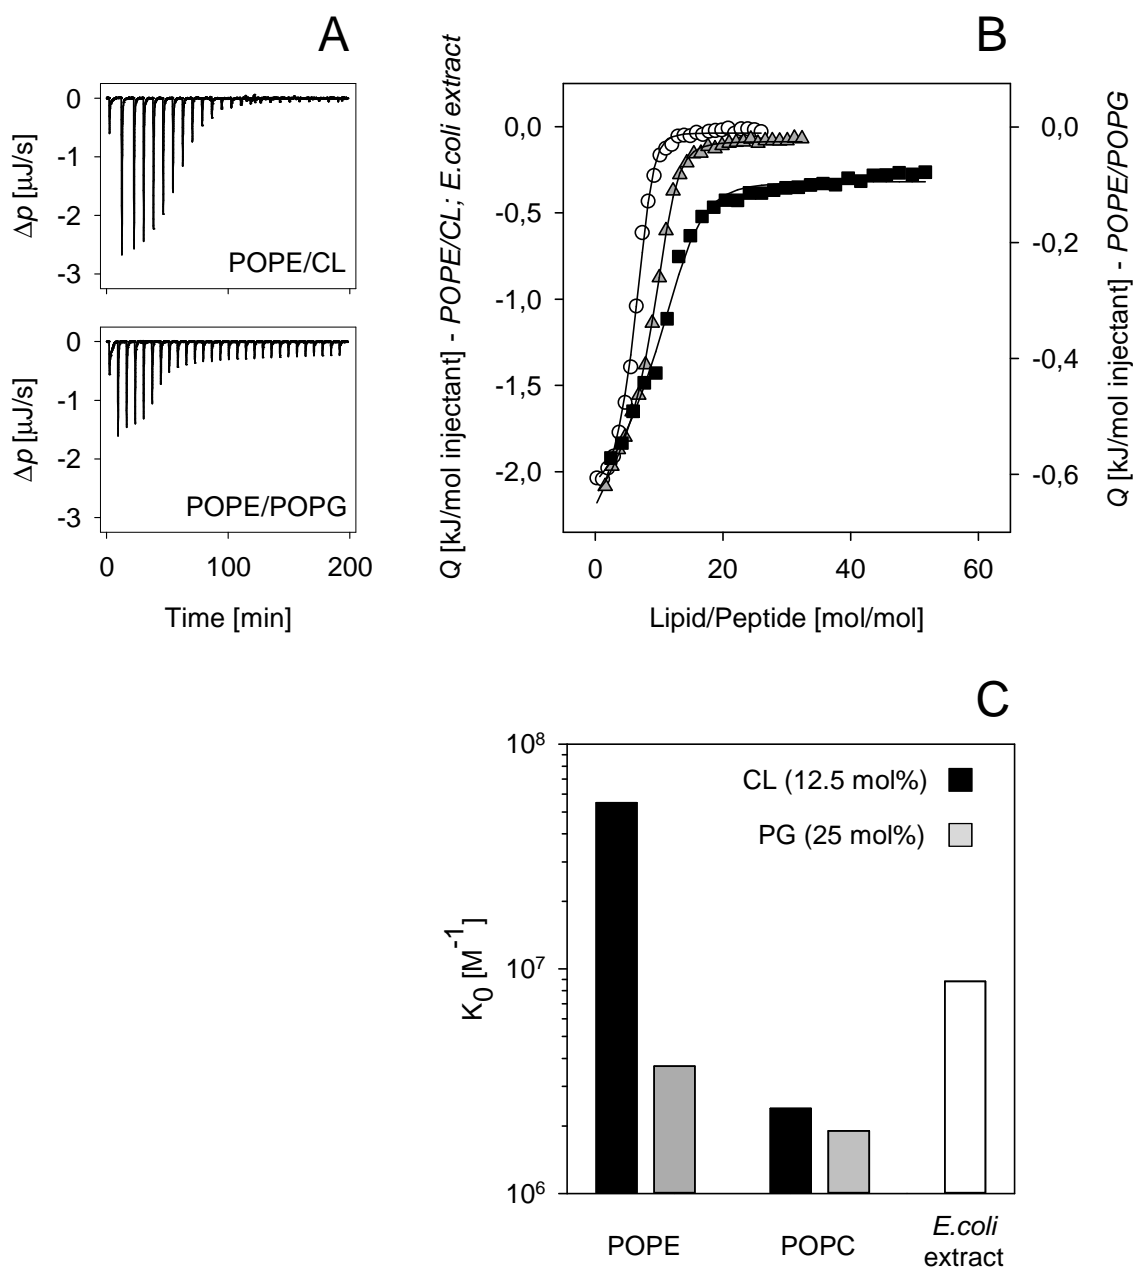 A
0
-1
-2
-3
Δp [µJ/s]
POPE/CL
0
-1
-2
-3
Δp [µJ/s]
POPE/POPG
0 100 200
Time [min]
B
Q [kJ/mol injectant] - POPE/CL; E.coli extract
0,0
-0,5
-1,0
-1,5
-2,0
0,0
-0,2
-0,4
-0,6
Q [kJ/mol injectant] - POPE/POPG
0 20 40 60
Lipid/Peptide [mol/mol]
C
K0 [M-1]
10^8
10^7
10^6
CL (12.5 mol%)
PG (25 mol%)
POPE POPC E.coli
extract